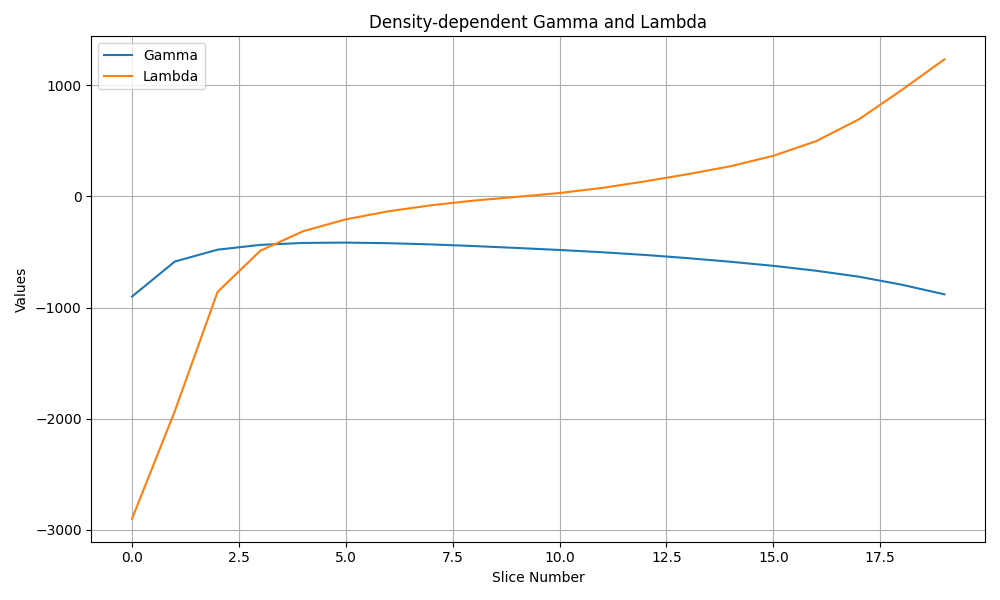 Density-dependent Gamma and Lambda
Gamma
Lambda
1000
0
−1000
−2000
−3000
Values
0.0 2.5 5.0 7.5 10.0 12.5 15.0 17.5
Slice Number